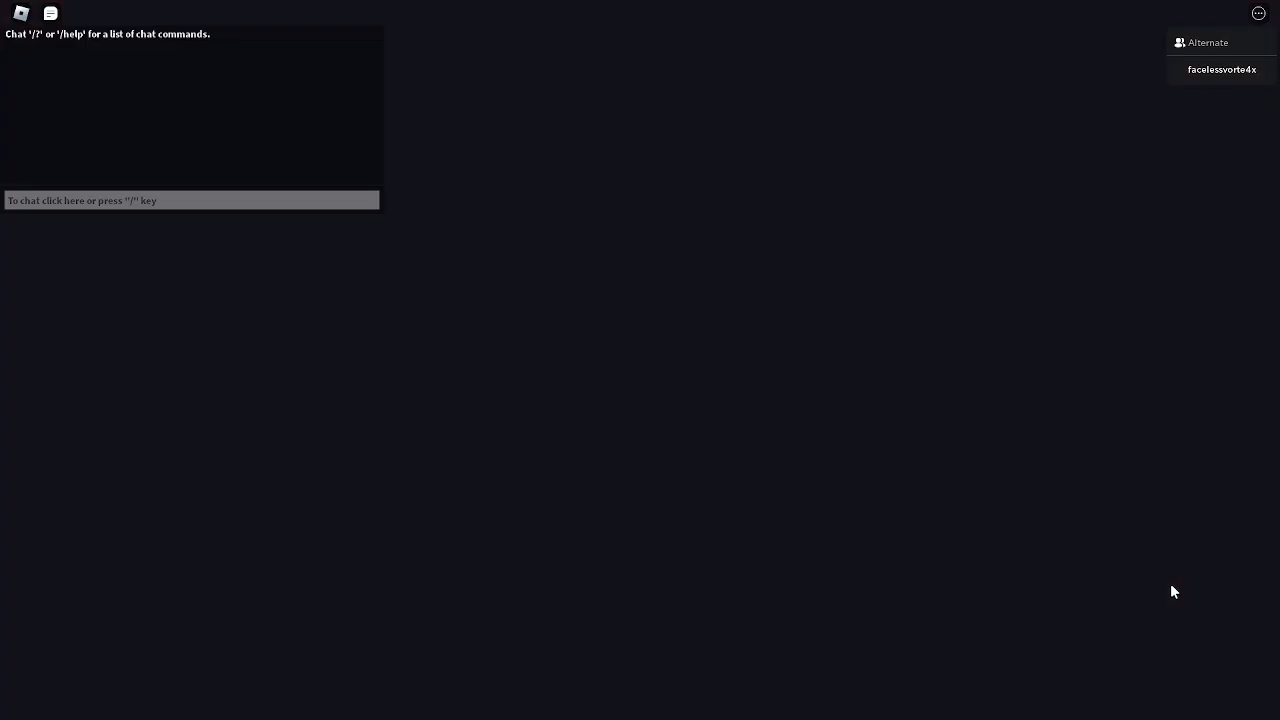 Chat '/?' or '/help' for a list of chat commands.
Alternate
facelessvorte4x
To chat click here or press "/" key